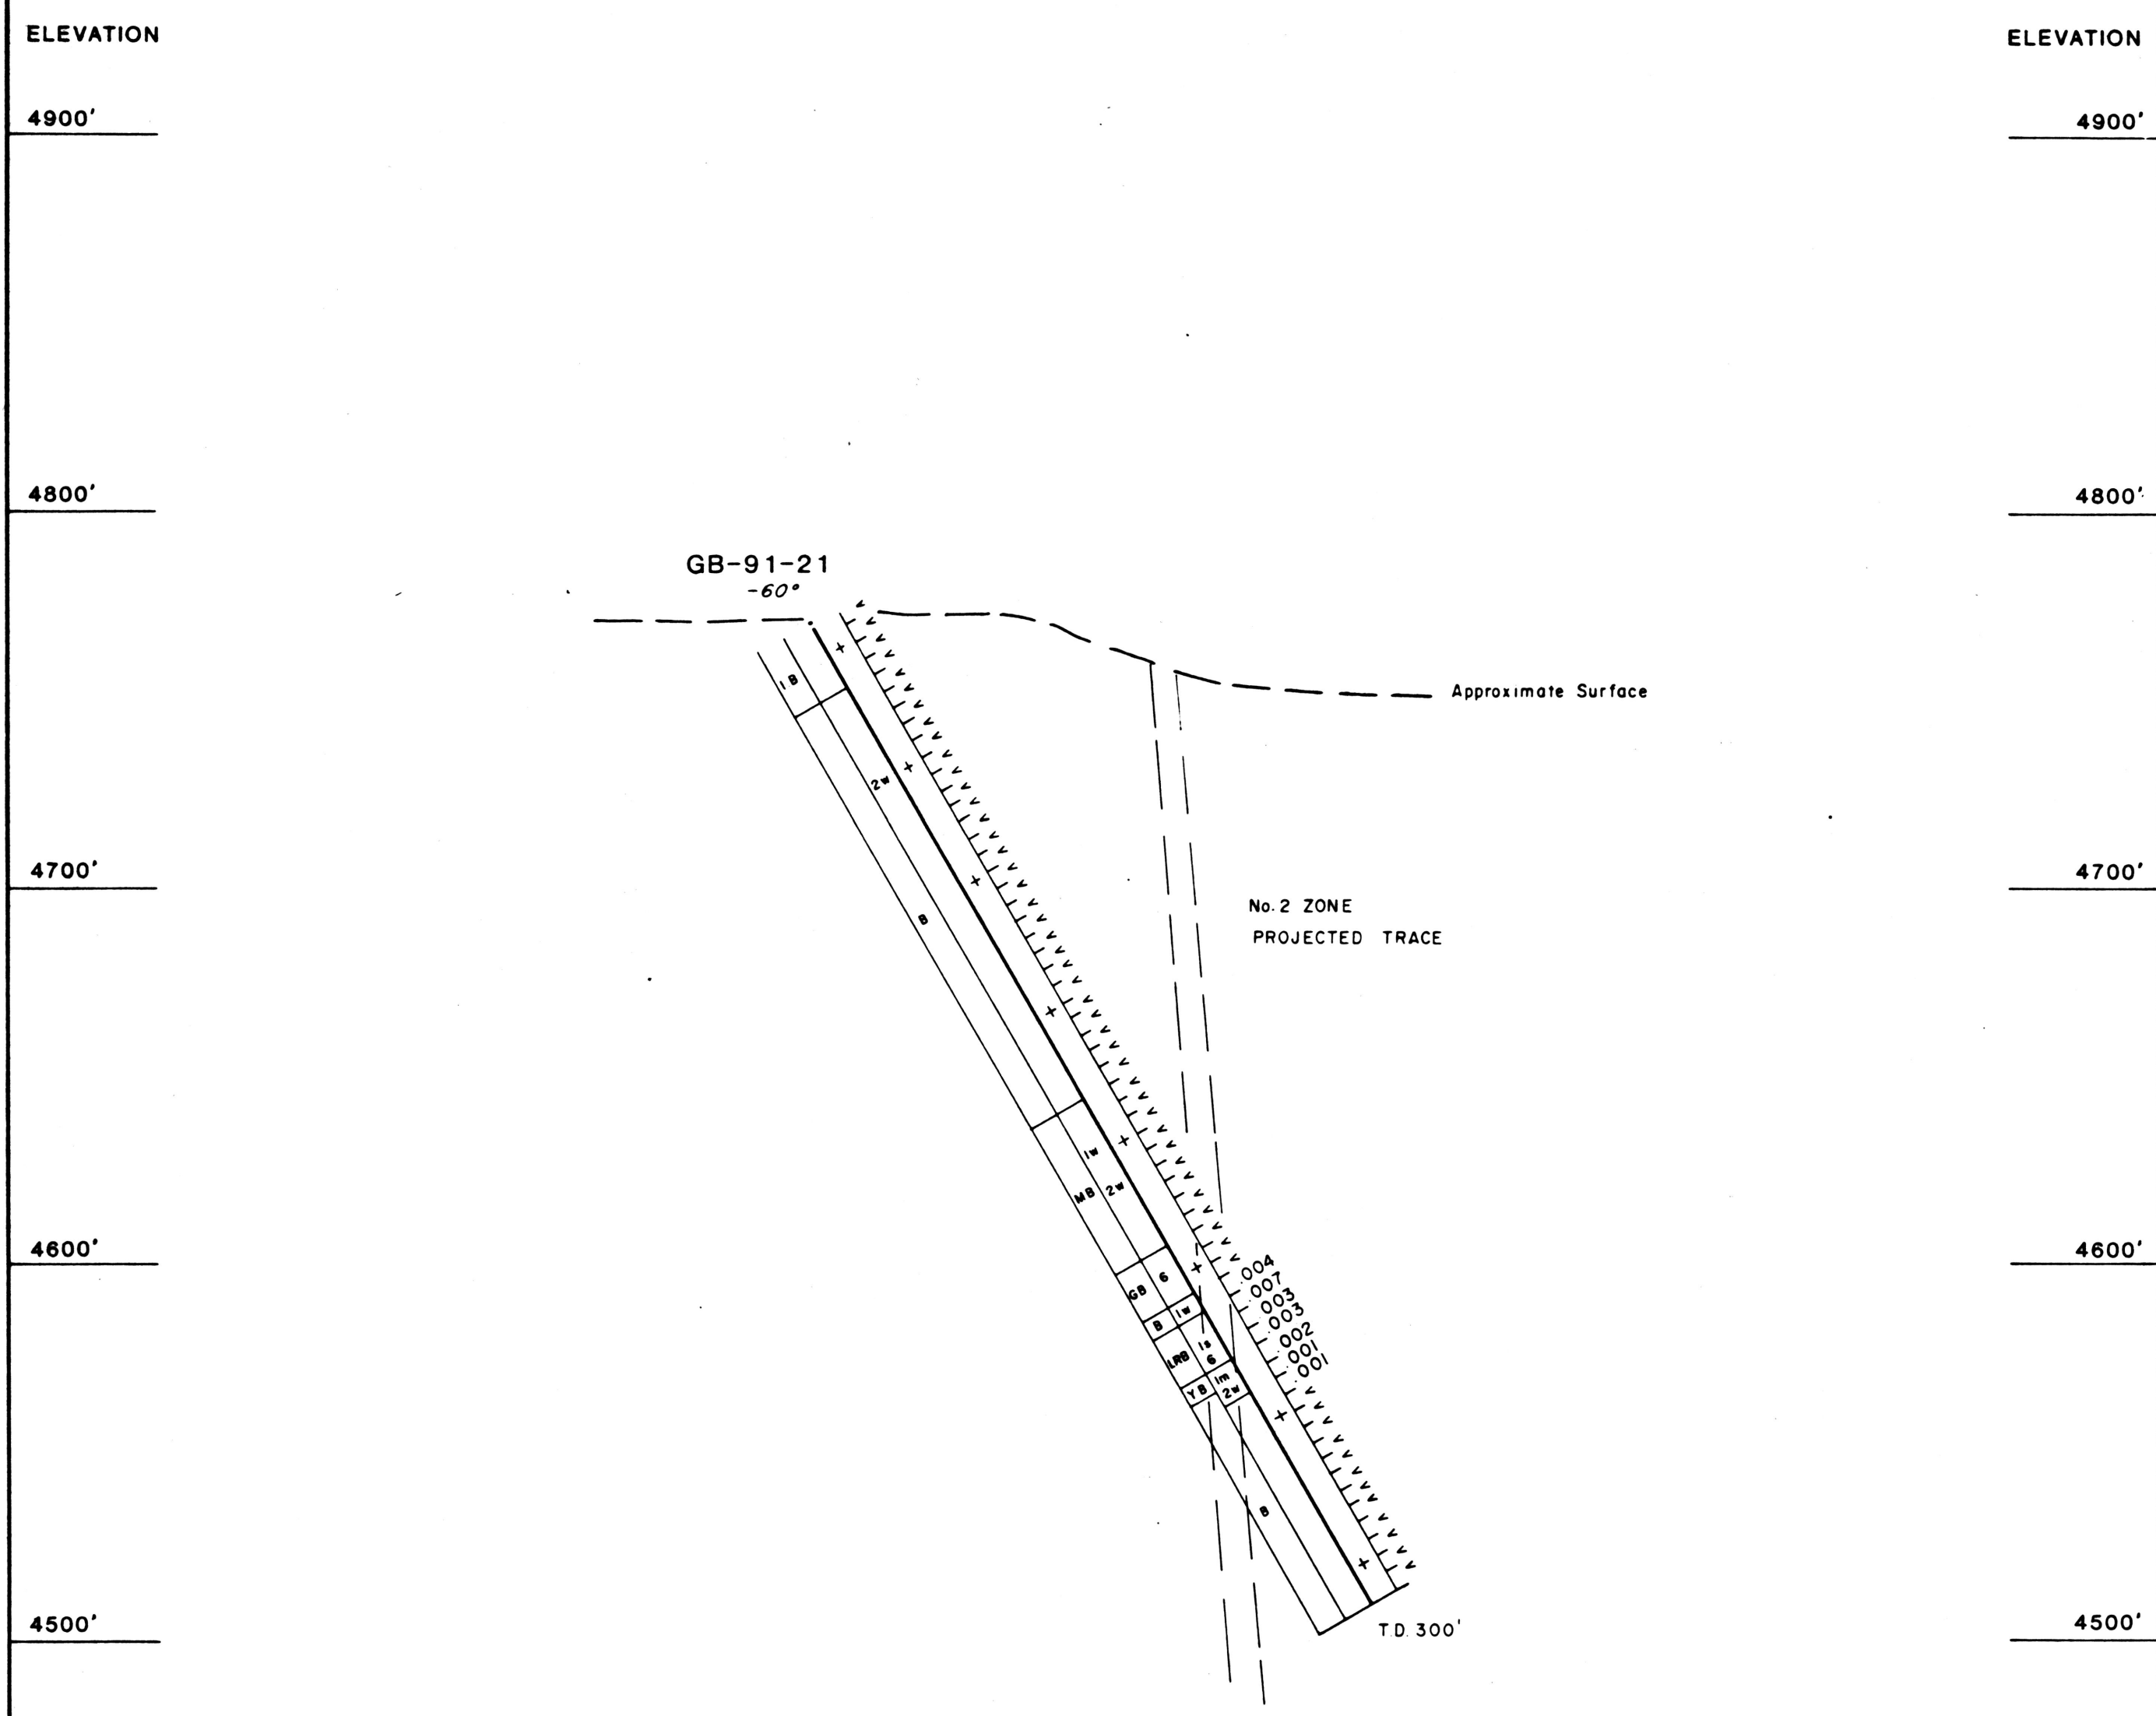 ELEVATION
ELEVATION
4900'
4900'
4800'
4800'
GB-91-21
-60°
Approximate Surface
I B
2w
4700'
4700'
B
No. 2 ZONE
PROJECTED TRACE
1w
MB 2w
4600'
4600'
.004
.007
.003
.003
.002
.001
.001
GB 6
B 1w
LRB 1s
6
YB 1m
2w
B
4500'
4500'
T.D. 300'